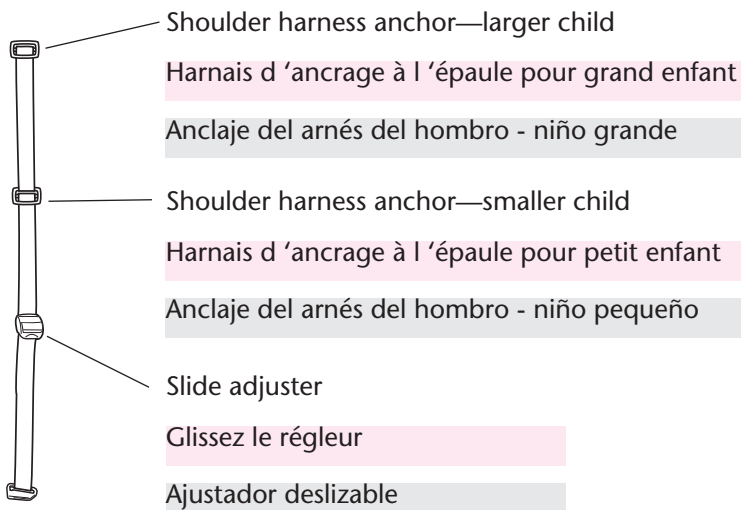 Shoulder harness anchor—larger child
Harnais d ‘ancrage à l ‘épaule pour grand enfant
Anclaje del arnés del hombro - niño grande
Shoulder harness anchor—smaller child
Harnais d ‘ancrage à l ‘épaule pour petit enfant
Anclaje del arnés del hombro - niño pequeño
Slide adjuster
Glissez le régleur
Ajustador deslizable